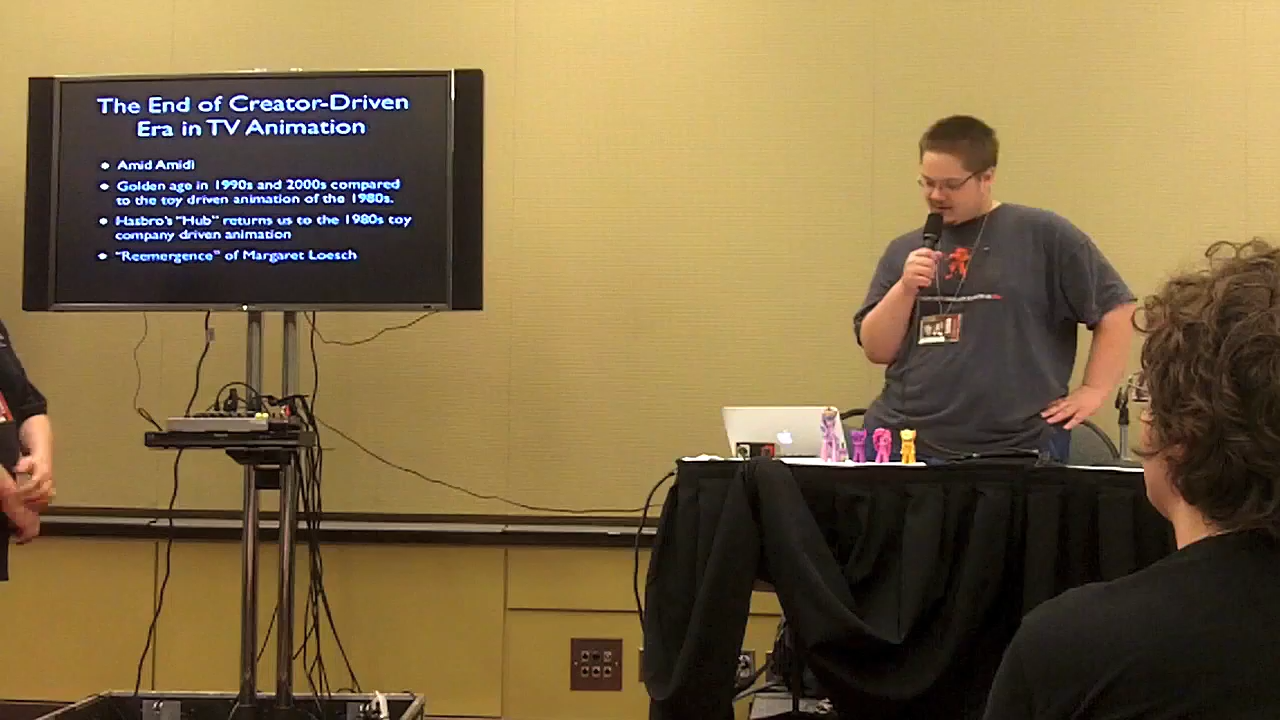 The End of Creator-Driven
Era in TV Animation
Amid Amidi
Golden age in 1990s and 2000s compared
to the toy driven animation of the 1980s.
Hasbro's "Hub" returns us to the 1980s toy
company driven animation
"Reemergence" of Margaret Loesch